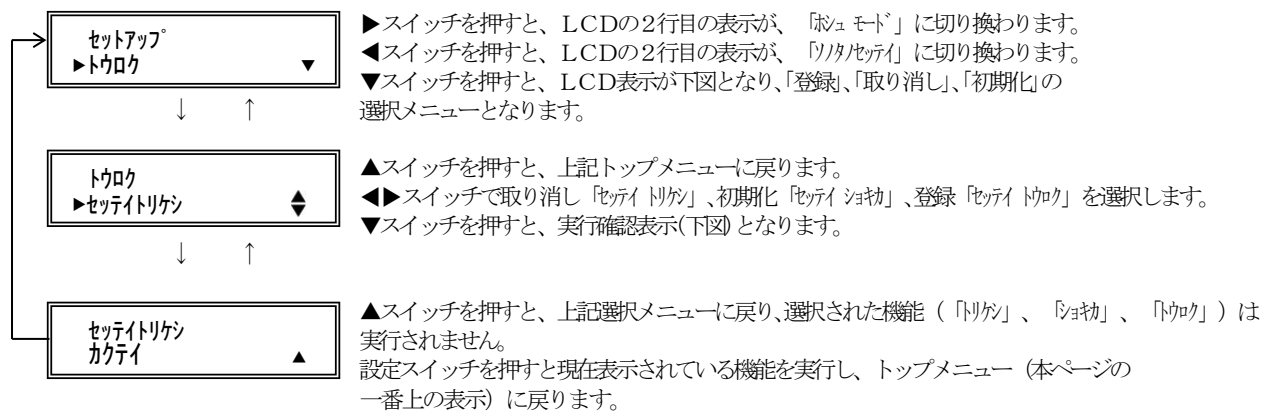 ▶スイッチを押すと、LCDの2行目の表示が、「ﾎｼｭ ﾓｰﾄﾞ」に切り換わります。
セットアップ
◀スイッチを押すと、LCDの2行目の表示が、「ｿﾉﾀﾉｾｯﾃｲ」に切り換わります。
▶トウロク ▼
▼スイッチを押すと、LCD表示が下図となり、「登録」、「取り消し」、「初期化」の
選択メニューとなります。
↓ ↑
▲スイッチを押すと、上記トップメニューに戻ります。
トウロク
◀▶スイッチで取り消し「ｾｯﾃｲ ﾄﾘｹｼ」、初期化「ｾｯﾃｲ ｼｮｷｶ」、登録「ｾｯﾃｲ ﾄｳﾛｸ」を選択します。
▶セッテイトリケシ ◆
▼スイッチを押すと、実行確認表示(下図)となります。
↓ ↑
▲スイッチを押すと、上記選択メニューに戻り、選択された機能(「ﾄﾘｹｼ」、「ｼｮｷｶ」、「ﾄｳﾛｸ」)は
セッテイトリケシ
実行されません。
カクテイ ▲
設定スイッチを押すと現在表示されている機能を実行し、トップメニュー(本ページの
一番上の表示)に戻ります。